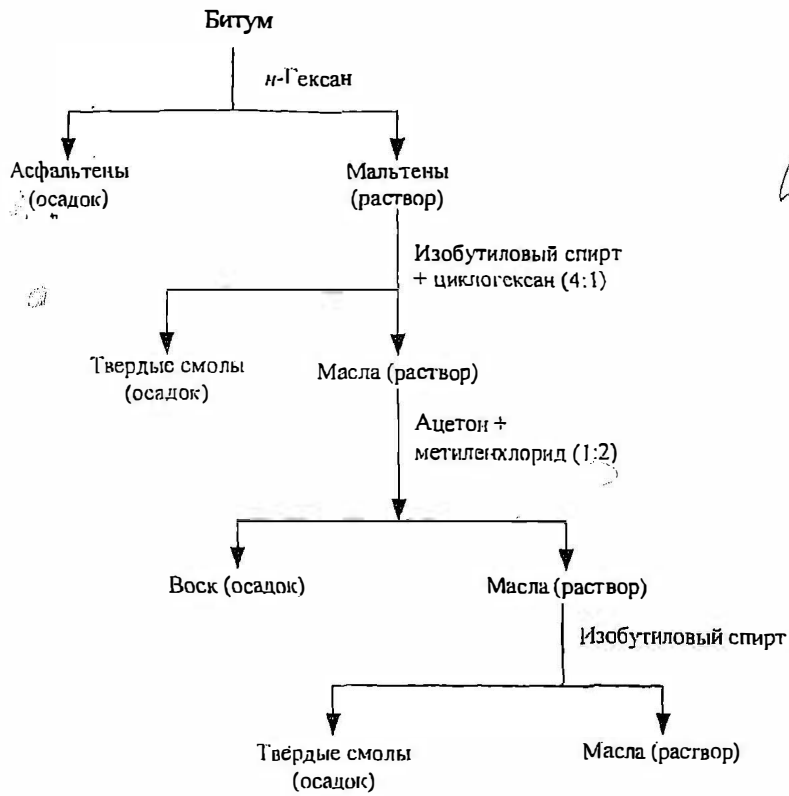 Битум
н-Гексан
Асфальтены
(осадок)
Мальтены
(раствор)
Изобутиловый спирт
+ циклогексан (4:1)
Твердые смолы
(осадок)
Масла (раствор)
Ацетон +
метиленхлорид (1:2)
Воск (осадок)
Масла (раствор)
Изобутиловый спирт
Твёрдые смолы
(осадок)
Масла (раствор)